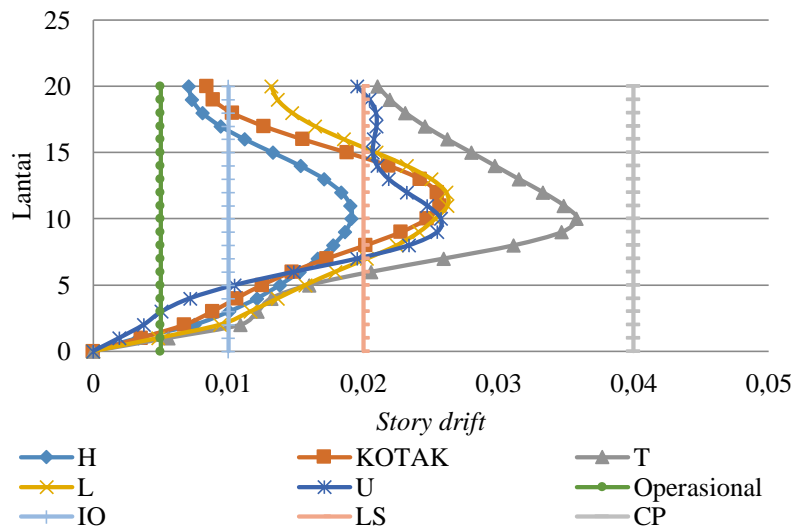 25
20
15
10
5
0
Lantai
0
0,01
0,02
0,03
0,04
0,05
Story drift
H
KOTAK
T
L
U
Operasional
IO
LS
CP